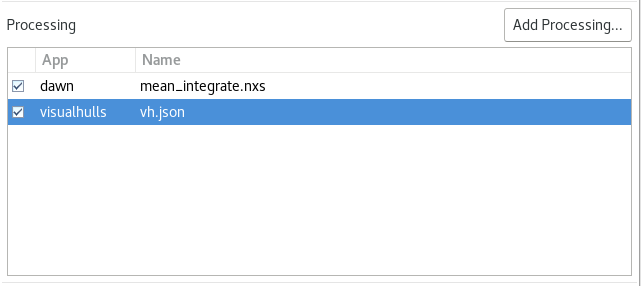 Processing
Add Processing...
App Name
dawn mean_integrate.nxs
visualhulls vh.json